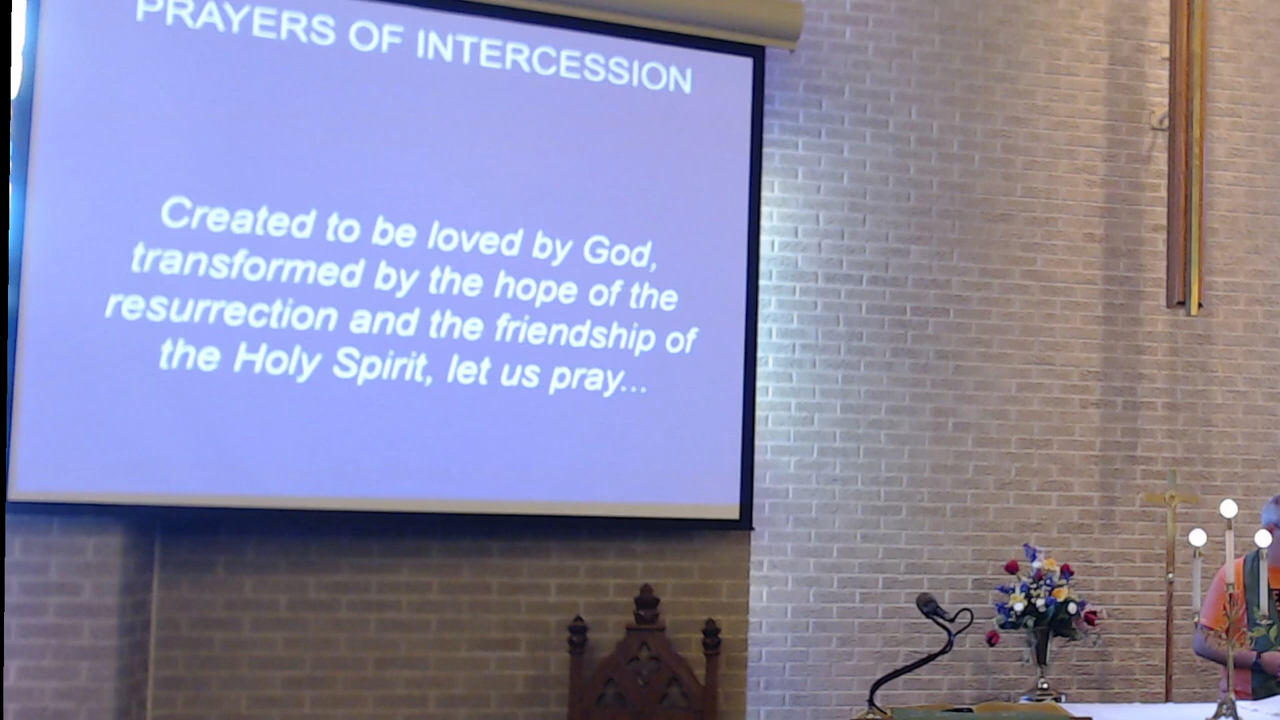 PRAYERS OF INTERCESSION
Created to be loved by God,
transformed by the hope of the
resurrection and the friendship of
the Holy Spirit, let us pray...